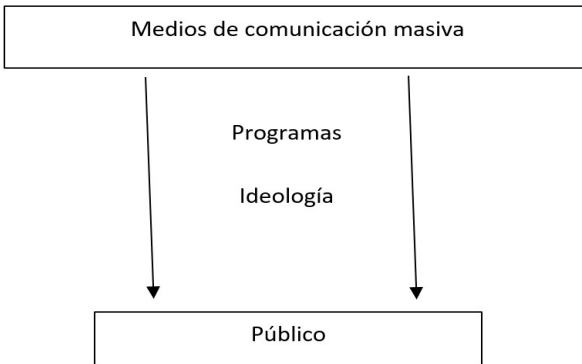 Medios de comunicación masiva
Programas
Ideología
Público